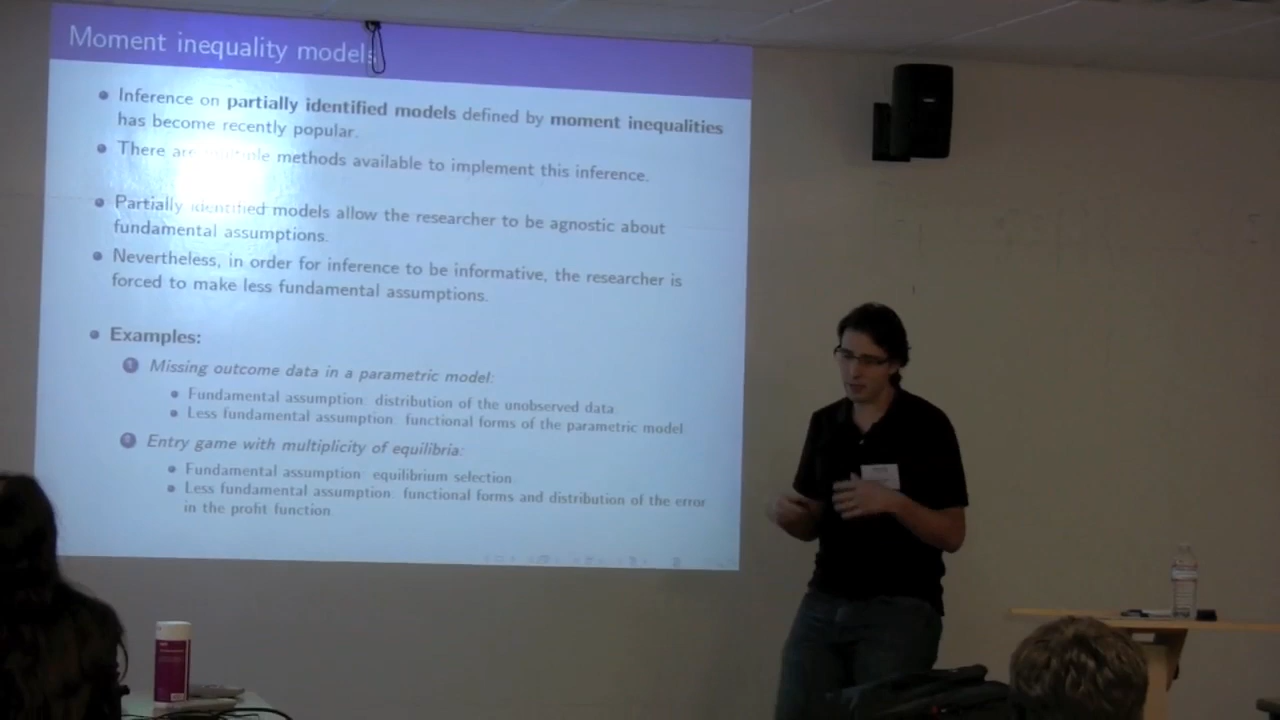 Moment inequality models
Inference on partially identified models defined by moment inequalities
has become recently popular.
There are multiple methods available to implement this inference.
Partially identified models allow the researcher to be agnostic about
fundamental assumptions.
Nevertheless, in order for inference to be informative, the researcher is
forced to make less fundamental assumptions.
Examples:
1 Missing outcome data in a parametric model:
Fundamental assumption: distribution of the unobserved data.
Less fundamental assumption: functional forms of the parametric model
2 Entry game with multiplicity of equilibria:
Fundamental assumption: equilibrium selection.
Less fundamental assumption: functional forms and distribution of the error
in the profit function